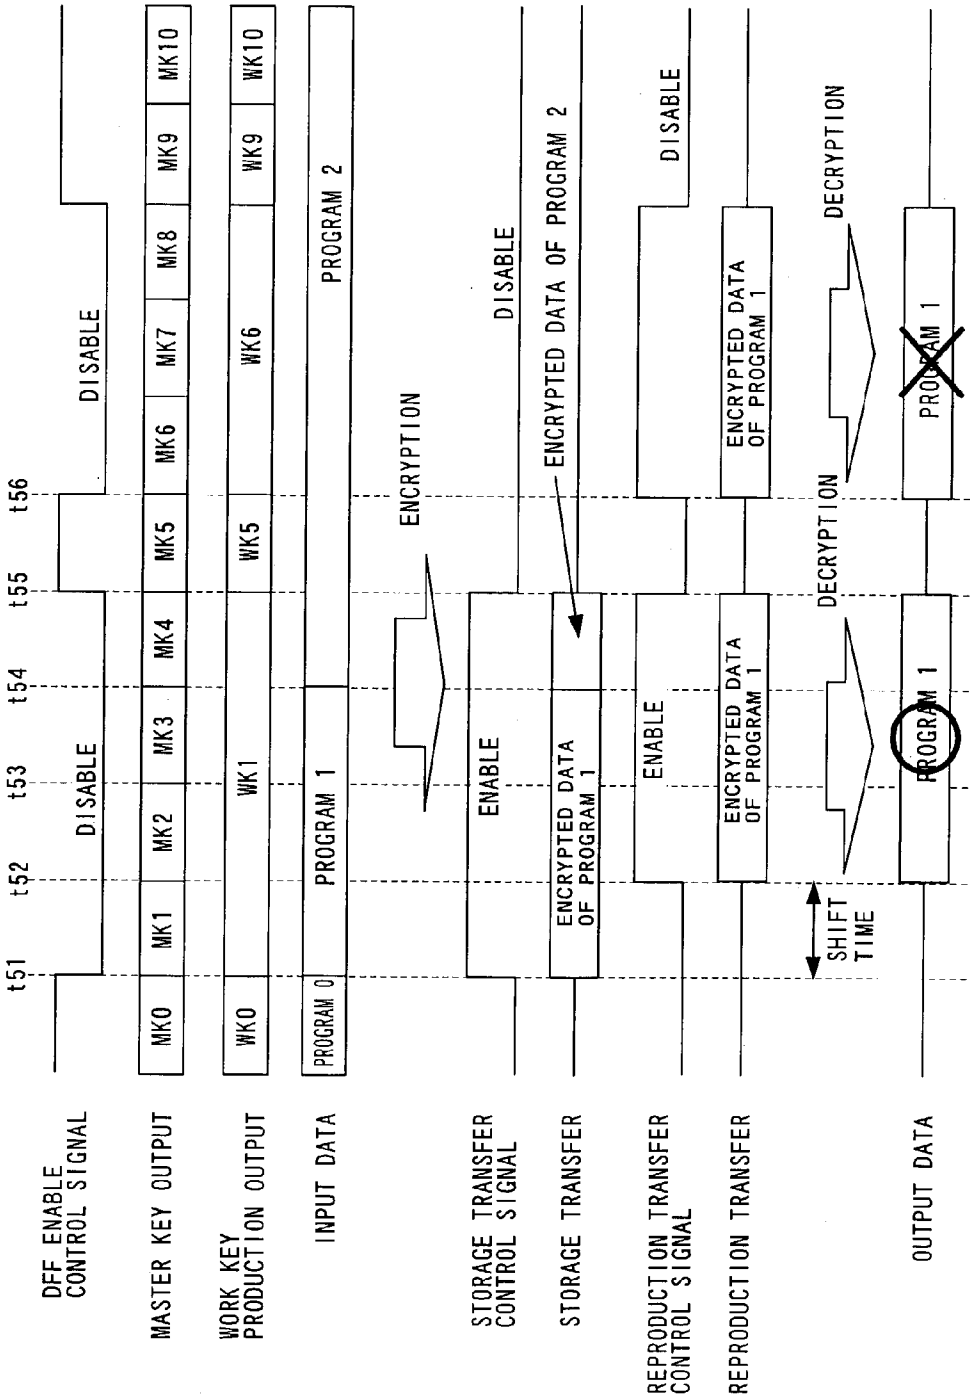 t51
t52
t53
t54
t55
t56
DFF ENABLE
CONTROL SIGNAL
DISABLE
DISABLE
MASTER KEY OUTPUT
MK0
MK1
MK2
MK3
MK4
MK5
MK6
MK7
MK8
MK9
MK10
WORK KEY
PRODUCTION OUTPUT
WK0
WK1
WK5
WK6
WK9
WK10
INPUT DATA
PROGRAM 0
PROGRAM 1
PROGRAM 2
ENCRYPTION
STORAGE TRANSFER
CONTROL SIGNAL
ENABLE
DISABLE
STORAGE TRANSFER
ENCRYPTED DATA
OF PROGRAM 1
ENCRYPTED DATA OF PROGRAM 2
REPRODUCTION TRANSFER
CONTROL SIGNAL
ENABLE
DISABLE
REPRODUCTION TRANSFER
ENCRYPTED DATA
OF PROGRAM 1
ENCRYPTED DATA
OF PROGRAM 1
SHIFT
TIME
DECRYPTION
DECRYPTION
OUTPUT DATA
PROGRAM 1
PROGRAM 1